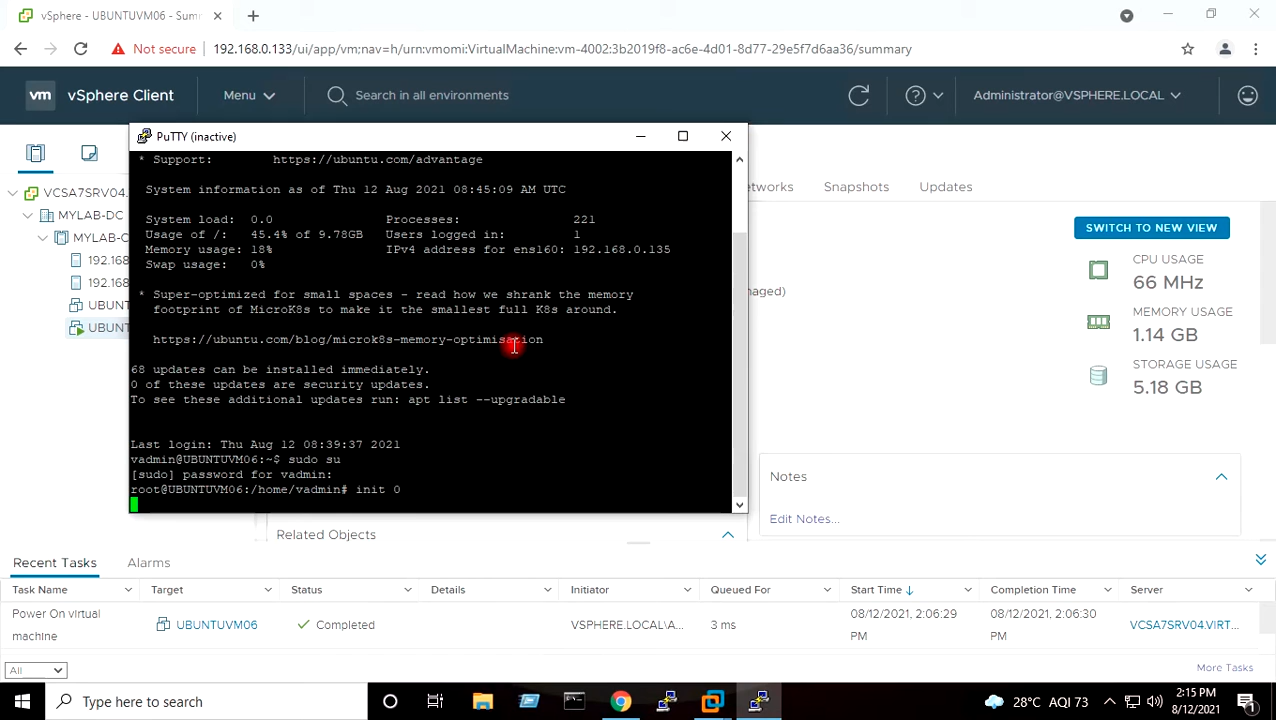 vSphere - UBUNTUVM06 - Sum
Not secure 192.168.0.133/ui/app/vm;nav=h/urn:vmomi:VirtualMachine:vm-4002:3b2019f8-ac6e-4d01-8d77-29e5f7d6aa36/summary
vm vSphere Client Menu Search in all environments Administrator@VSPHERE.LOCAL
PuTTY (inactive)
* Support: https://ubuntu.com/advantage
System information as of Thu 12 Aug 2021 08:45:09 AM UTC
System load: 0.0 Processes: 221
Usage of /: 45.4% of 9.78GB Users logged in: 1
Memory usage: 18% IPv4 address for ens160: 192.168.0.135
Swap usage: 0%
* Super-optimized for small spaces - read how we shrank the memory
footprint of MicroK8s to make it the smallest full K8s around.
https://ubuntu.com/blog/microk8s-memory-optimisation
68 updates can be installed immediately.
0 of these updates are security updates.
To see these additional updates run: apt list --upgradable
Last login: Thu Aug 12 08:39:37 2021
vadmin@UBUNTUVM06:~$ sudo su
[sudo] password for vadmin:
root@UBUNTUVM06:/home/vadmin# init 0
VCSA7SRV04.
MYLAB-DC
MYLAB-C
192.168
192.168
UBUNT
UBUNT
etworks Snapshots Updates
SWITCH TO NEW VIEW
naged)
CPU USAGE
66 MHz
MEMORY USAGE
1.14 GB
STORAGE USAGE
5.18 GB
Notes
Edit Notes...
Related Objects
Recent Tasks Alarms
Task Name Target Status Details Initiator Queued For Start Time Completion Time Server
Power On virtual machine UBUNTUVM06 Completed VSPHERE.LOCAL\A... 3 ms 08/12/2021, 2:06:29 PM 08/12/2021, 2:06:30 PM VCSA7SRV04.VIRT...
All More Tasks
Type here to search 28°C AQI 73 2:15 PM
8/12/2021 1